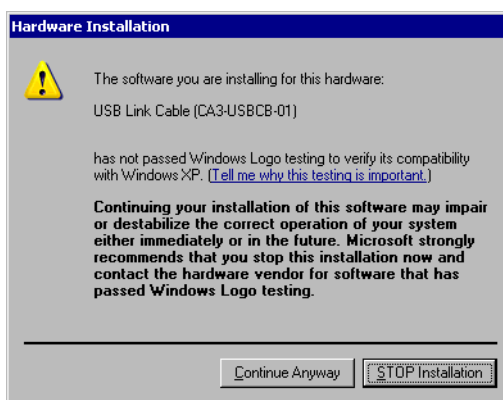 Hardware Installation
The software you are installing for this hardware:
USB Link Cable (CA3-USBCB-01)
has not passed Windows Logo testing to verify its compatibility
with Windows XP. (Tell me why this testing is important.)
Continuing your installation of this software may impair
or destabilize the correct operation of your system
either immediately or in the future. Microsoft strongly
recommends that you stop this installation now and
contact the hardware vendor for software that has
passed Windows Logo testing.
Continue Anyway
STOP Installation